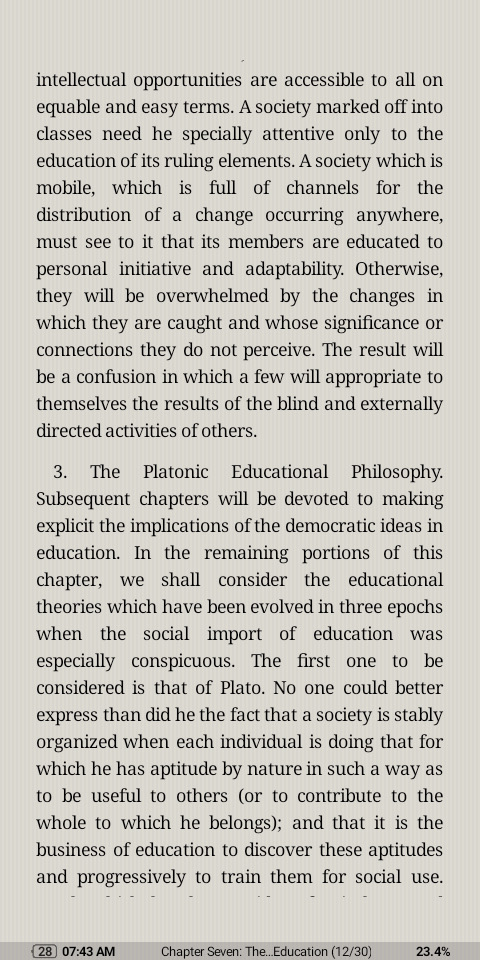 intellectual opportunities are accessible to all on
equable and easy terms. A society marked off into
classes need he specially attentive only to the
education of its ruling elements. A society which is
mobile, which is full of channels for the
distribution of a change occurring anywhere,
must see to it that its members are educated to
personal initiative and adaptability. Otherwise,
they will be overwhelmed by the changes in
which they are caught and whose significance or
connections they do not perceive. The result will
be a confusion in which a few will appropriate to
themselves the results of the blind and externally
directed activities of others.
3. The Platonic Educational Philosophy.
Subsequent chapters will be devoted to making
explicit the implications of the democratic ideas in
education. In the remaining portions of this
chapter, we shall consider the educational
theories which have been evolved in three epochs
when the social import of education was
especially conspicuous. The first one to be
considered is that of Plato. No one could better
express than did he the fact that a society is stably
organized when each individual is doing that for
which he has aptitude by nature in such a way as
to be useful to others (or to contribute to the
whole to which he belongs); and that it is the
business of education to discover these aptitudes
and progressively to train them for social use.
28 07:43 AM Chapter Seven: The...Education (12/30) 23.4%